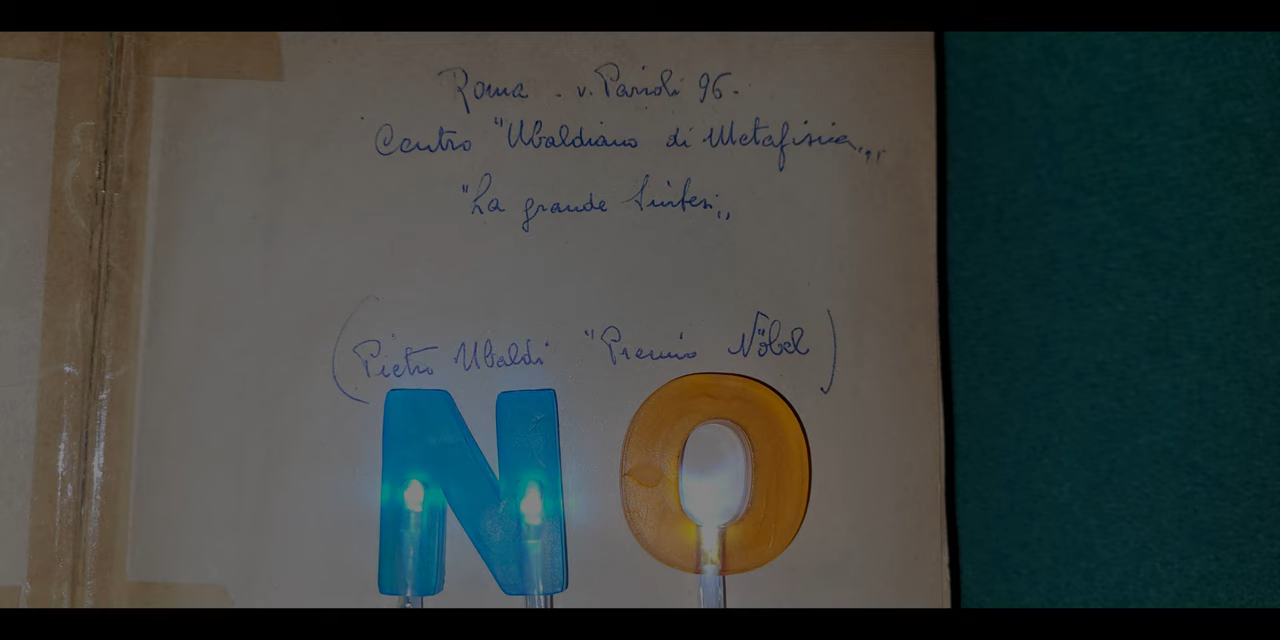 Roma - v. Parioli 96.
Centro "Ubaldiano di Metafisica,,
"La grande Sintesi,,
(Pietro Ubaldi "Premio Nöbel)
NO